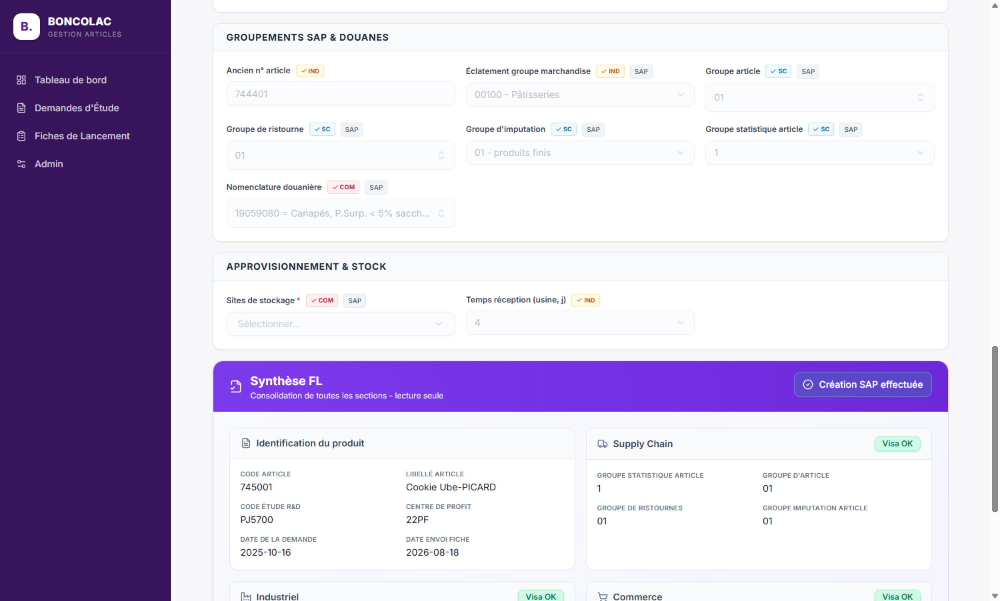 B.
BONCOLAC
GESTION ARTICLES
Tableau de bord
Demandes d'Étude
Fiches de Lancement
Admin
GROUPEMENTS SAP & DOUANES
Ancien n° article IND
744401
Éclatement groupe marchandise IND SAP
00100 - Pâtisseries
Groupe article SC SAP
01
Groupe de ristourne SC SAP
01
Groupe d'imputation SC SAP
01 - produits finis
Groupe statistique article SC SAP
1
Nomenclature douanière COM SAP
19059080 = Canapés, P.Surp. < 5% sacch...
APPROVISIONNEMENT & STOCK
Sites de stockage * COM SAP
Sélectionner...
Temps réception (usine, j) IND
4
Synthèse FL
Consolidation de toutes les sections - lecture seule
Création SAP effectuée
Identification du produit
CODE ARTICLE
745001
LIBELLÉ ARTICLE
Cookie Ube-PICARD
CODE ÉTUDE R&D
PJ5700
CENTRE DE PROFIT
22PF
DATE DE LA DEMANDE
2025-10-16
DATE ENVOI FICHE
2026-08-18
Supply Chain
Visa OK
GROUPE STATISTIQUE ARTICLE
1
GROUPE D'ARTICLE
01
GROUPE DE RISTOURNES
01
GROUPE IMPUTATION ARTICLE
01
Industriel
Visa OK
Commerce
Visa OK